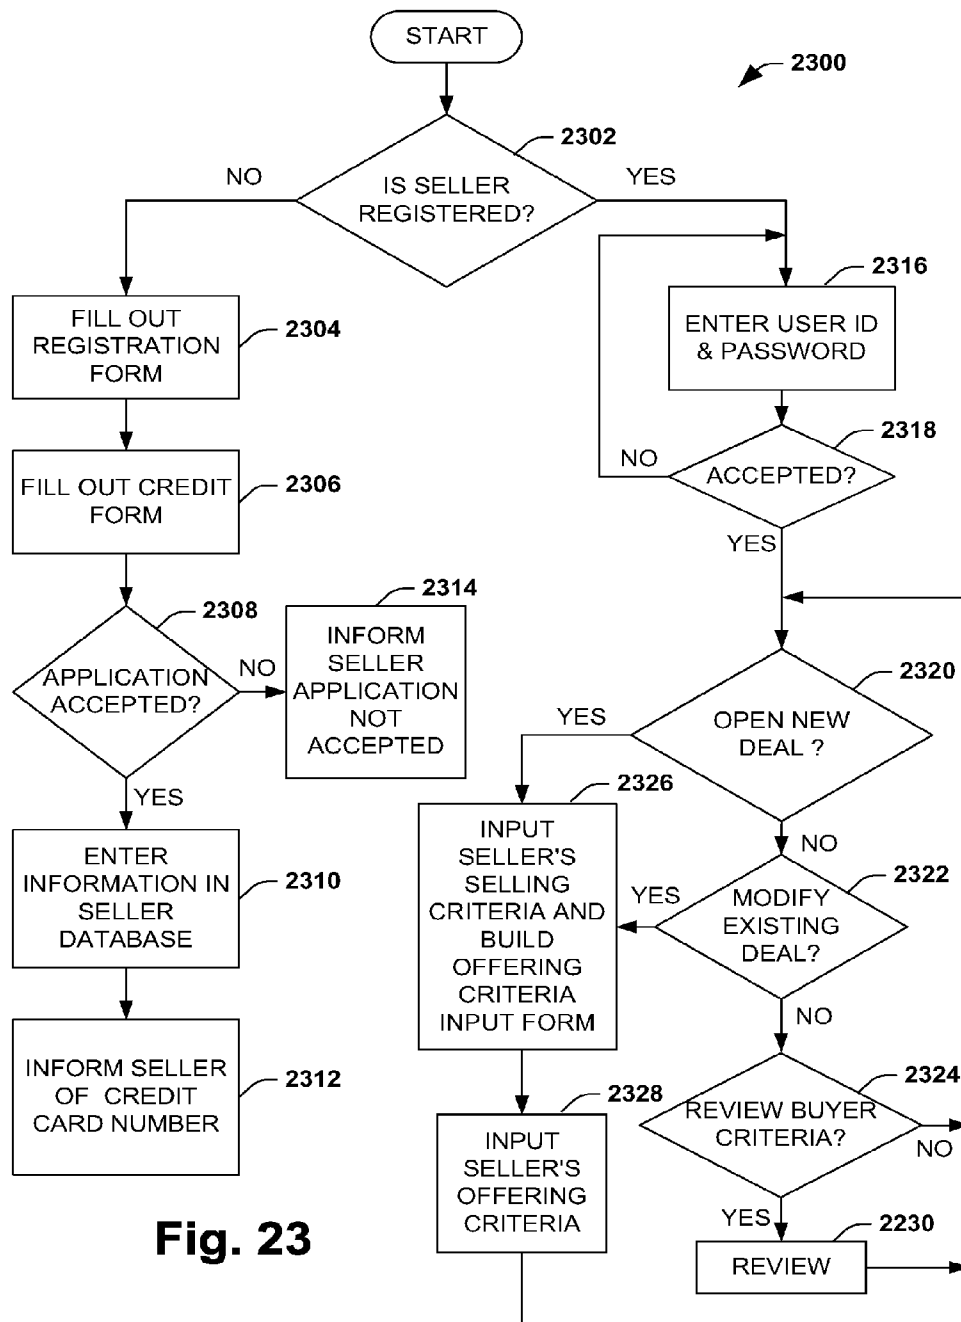 START
2300
2302
IS SELLER
REGISTERED?
NO
YES
2304
FILL OUT
REGISTRATION
FORM
2306
FILL OUT CREDIT
FORM
2308
APPLICATION
ACCEPTED?
NO
2314
INFORM
SELLER
APPLICATION
NOT
ACCEPTED
YES
2310
ENTER
INFORMATION IN
SELLER
DATABASE
2312
INFORM SELLER
OF CREDIT
CARD NUMBER
2316
ENTER USER ID
& PASSWORD
2318
ACCEPTED?
NO
YES
2320
OPEN NEW
DEAL ?
YES
NO
2326
INPUT
SELLER'S
SELLING
CRITERIA AND
BUILD
OFFERING
CRITERIA
INPUT FORM
2322
MODIFY
EXISTING
DEAL?
YES
NO
2328
INPUT
SELLER'S
OFFERING
CRITERIA
2324
REVIEW BUYER
CRITERIA?
NO
YES
2230
REVIEW
Fig. 23